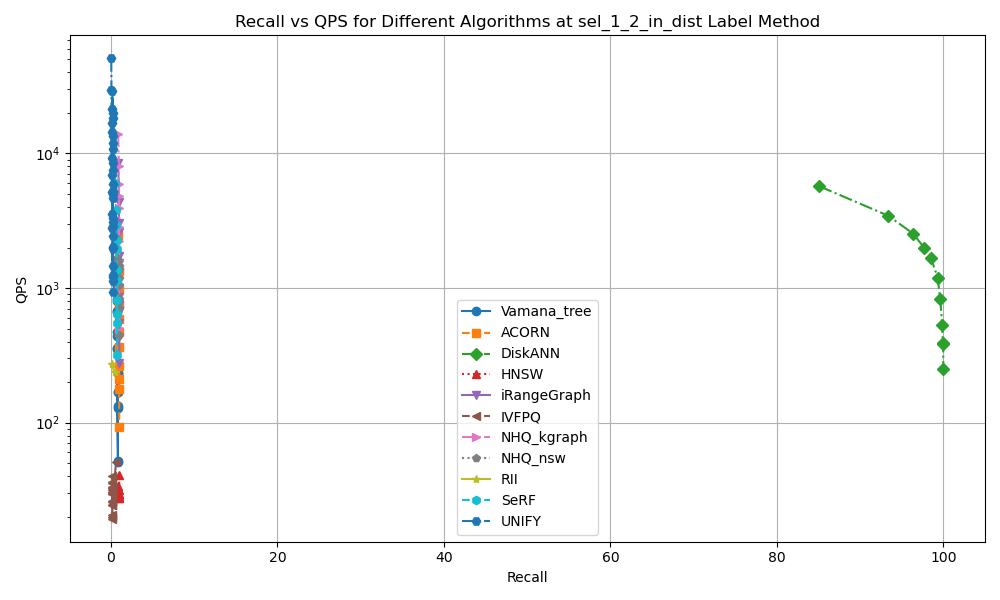 Recall vs QPS for Different Algorithms at sel_1_2_in_dist Label Method
QPS
10^4
10^3
10^2
0 20 40 60 80 100
Recall
Vamana_tree
ACORN
DiskANN
HNSW
iRangeGraph
IVFPQ
NHQ_kgraph
NHQ_nsw
RII
SeRF
UNIFY